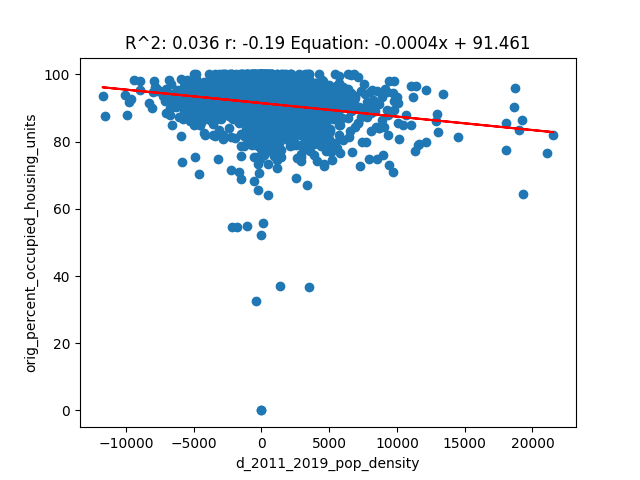 R^2: 0.036 r: -0.19 Equation: -0.0004x + 91.461
orig_percent_occupied_housing_units
100
80
60
40
20
0
−10000 −5000 0 5000 10000 15000 20000
d_2011_2019_pop_density